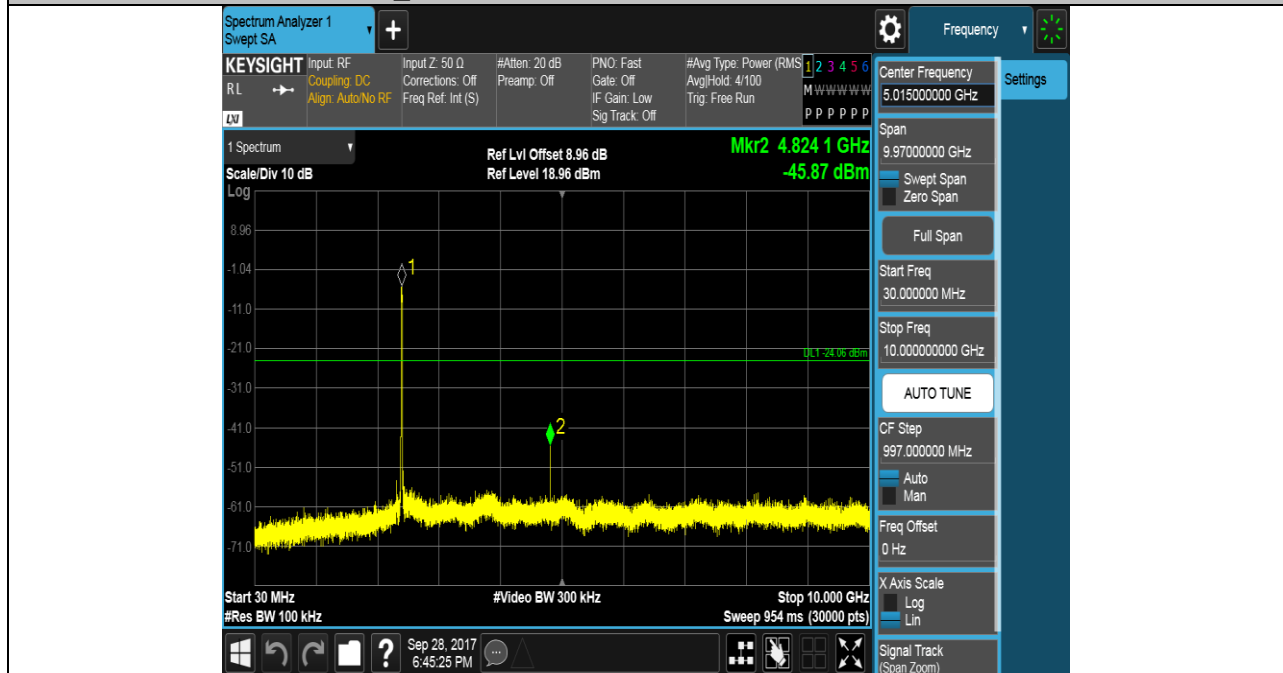 Spectrum Analyzer 1
Swept SA
Frequency
KEYSIGHT
RL
LXI
Input: RF
Coupling: DC
Align: Auto/No RF
Input Z: 50 Ω
Corrections: Off
Freq Ref: Int (S)
#Atten: 20 dB
Preamp: Off
PNO: Fast
Gate: Off
IF Gain: Low
Sig Track: Off
#Avg Type: Power (RMS
Avg|Hold: 4/100
Trig: Free Run
1 2 3 4 5 6
M W W W W W
P P P P P P
1 Spectrum
Scale/Div 10 dB
Ref Lvl Offset 8.96 dB
Ref Level 18.96 dBm
Mkr2 4.824 1 GHz
-45.87 dBm
Log
8.96
-1.04
-11.0
-21.0
-31.0
-41.0
-51.0
-61.0
-71.0
1
DL1 -24.06 dBm
2
Start 30 MHz
#Res BW 100 kHz
#Video BW 300 kHz
Stop 10.000 GHz
Sweep 954 ms (30000 pts)
Sep 28, 2017
6:45:25 PM
Center Frequency
5.015000000 GHz
Span
9.97000000 GHz
Swept Span
Zero Span
Full Span
Start Freq
30.000000 MHz
Stop Freq
10.000000000 GHz
AUTO TUNE
CF Step
997.000000 MHz
Auto
Man
Freq Offset
0 Hz
X Axis Scale
Log
Lin
Signal Track
(Span Zoom)
Settings